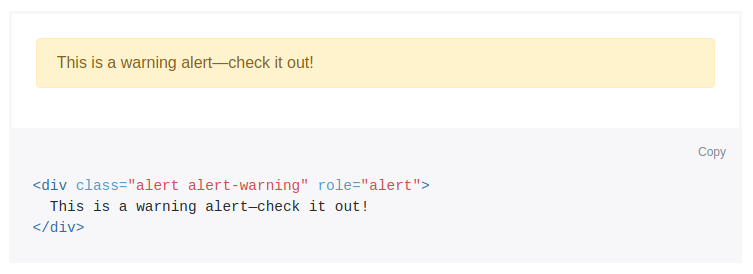 This is a warning alert—check it out!
Copy
<div class="alert alert-warning" role="alert">
  This is a warning alert—check it out!
</div>